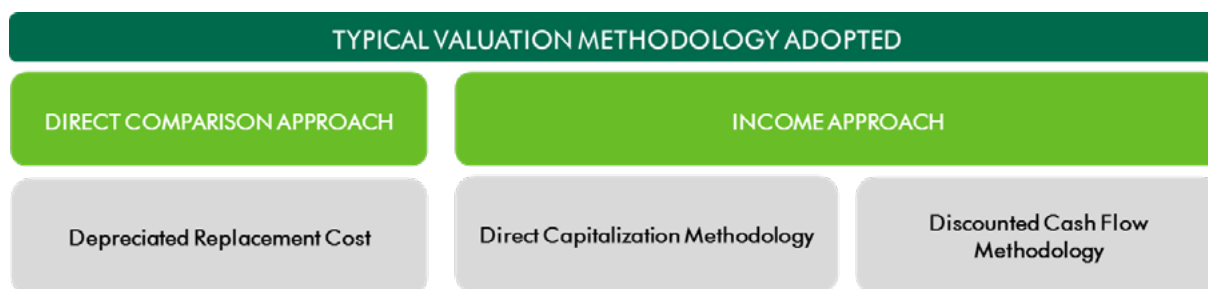 TYPICAL VALUATION METHODOLOGY ADOPTED
DIRECT COMPARISON APPROACH
INCOME APPROACH
Depreciated Replacement Cost
Direct Capitalization Methodology
Discounted Cash Flow
Methodology